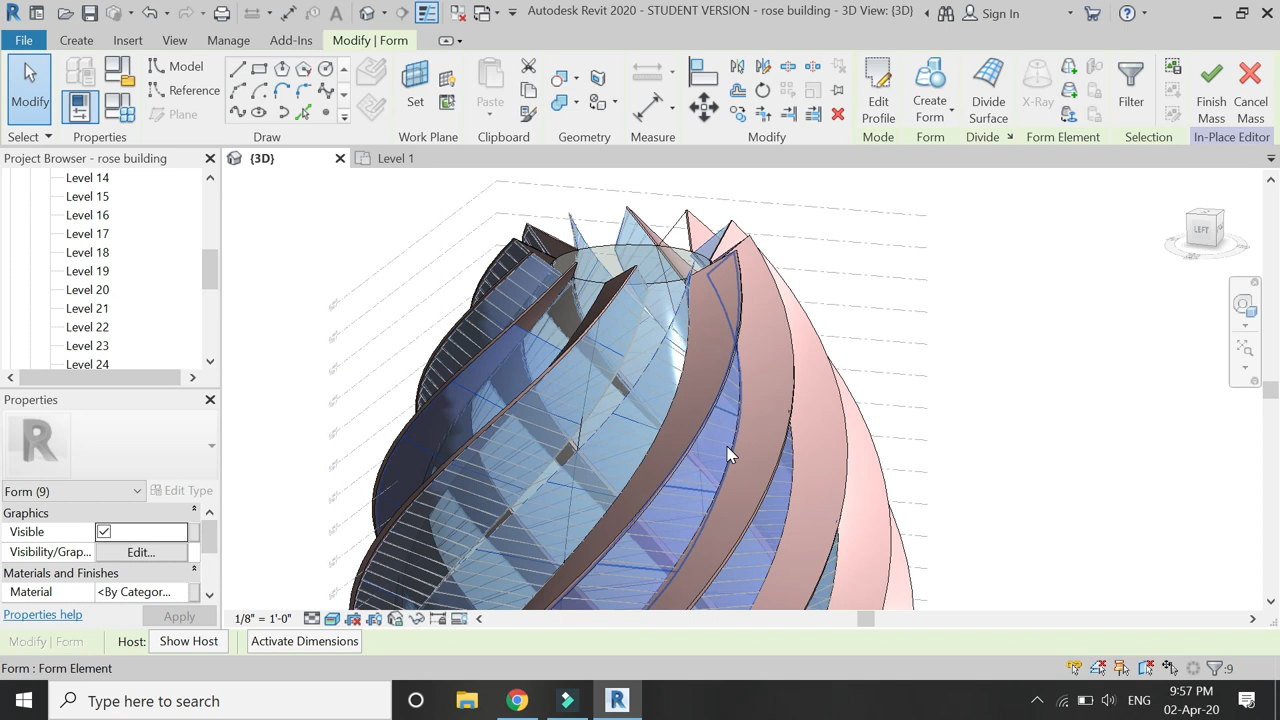 Autodesk Revit 2020 - STUDENT VERSION - rose building - 3D View: {3D}
Sign In
File
Create
Insert
View
Manage
Add-Ins
Modify | Form
Modify
Select
Properties
Model
Reference
Plane
Draw
Set
Work Plane
Paste
Clipboard
Geometry
Measure
Modify
Edit
Profile
Mode
Create
Form
Form
Divide
Surface
Divide
X-Ray
Form Element
Filter
Selection
Finish
Mass
Cancel
Mass
In-Place Editor
Project Browser - rose building
{3D}
Level 1
Level 14
Level 15
Level 16
Level 17
Level 18
Level 19
Level 20
Level 21
Level 22
Level 23
Level 24
LEFT
Properties
R
Form (9)
Edit Type
Graphics
Visible
Visibility/Grap...
Edit...
Materials and Finishes
Material
<By Categor...
Properties help
Apply
1/8" = 1'-0"
Modify | Form
Host:
Show Host
Activate Dimensions
Form : Form Element
:9
Type here to search
R
ENG
9:57 PM
02-Apr-20